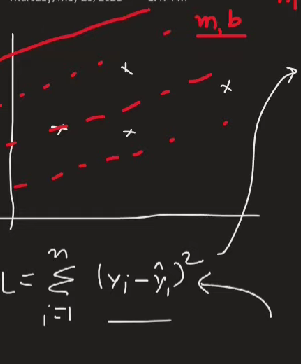 m, b
L = n∑i=1 (yi - ŷi)²